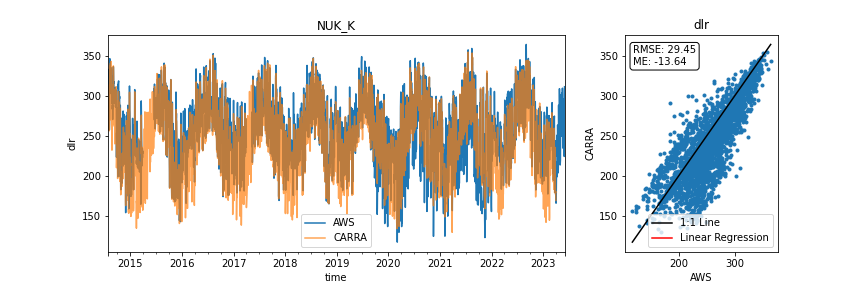 NUK_K
dlr
350
300
250
200
150
2015
2016
2017
2018
2019
2020
2021
2022
2023
time
AWS
CARRA
dlr
CARRA
350
300
250
200
150
RMSE: 29.45
ME: -13.64
1:1 Line
Linear Regression
200
300
AWS